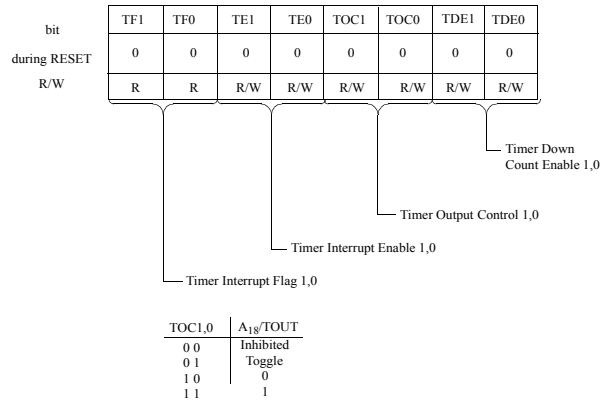 bit TF1 TF0 TE1 TE0 TOC1 TOC0 TDE1 TDE0
during RESET 0 0 0 0 0 0 0 0
R/W R R R/W R/W R/W R/W R/W R/W
Timer Down
Count Enable 1,0
Timer Output Control 1,0
Timer Interrupt Enable 1,0
Timer Interrupt Flag 1,0
TOC1,0 A18/TOUT
0 0 Inhibited
0 1 Toggle
1 0 0
1 1 1